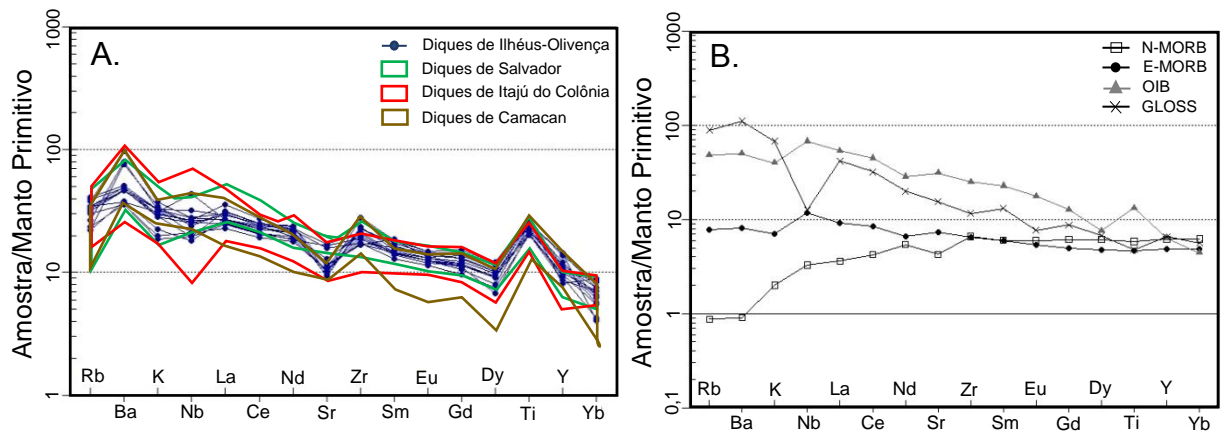 A.
1000
100
10
1
Amostra/Manto Primitivo
Diques de Ilhéus-Olivença
Diques de Salvador
Diques de Itajú do Colônia
Diques de Camacan
Rb K La Nd Zr Eu Dy Y
Ba Nb Ce Sr Sm Gd Ti Yb
B.
1000
100
10
1
0,1
Amostra/Manto Primitivo
N-MORB
E-MORB
OIB
GLOSS
Rb K La Nd Zr Eu Dy Y
Ba Nb Ce Sr Sm Gd Ti Yb